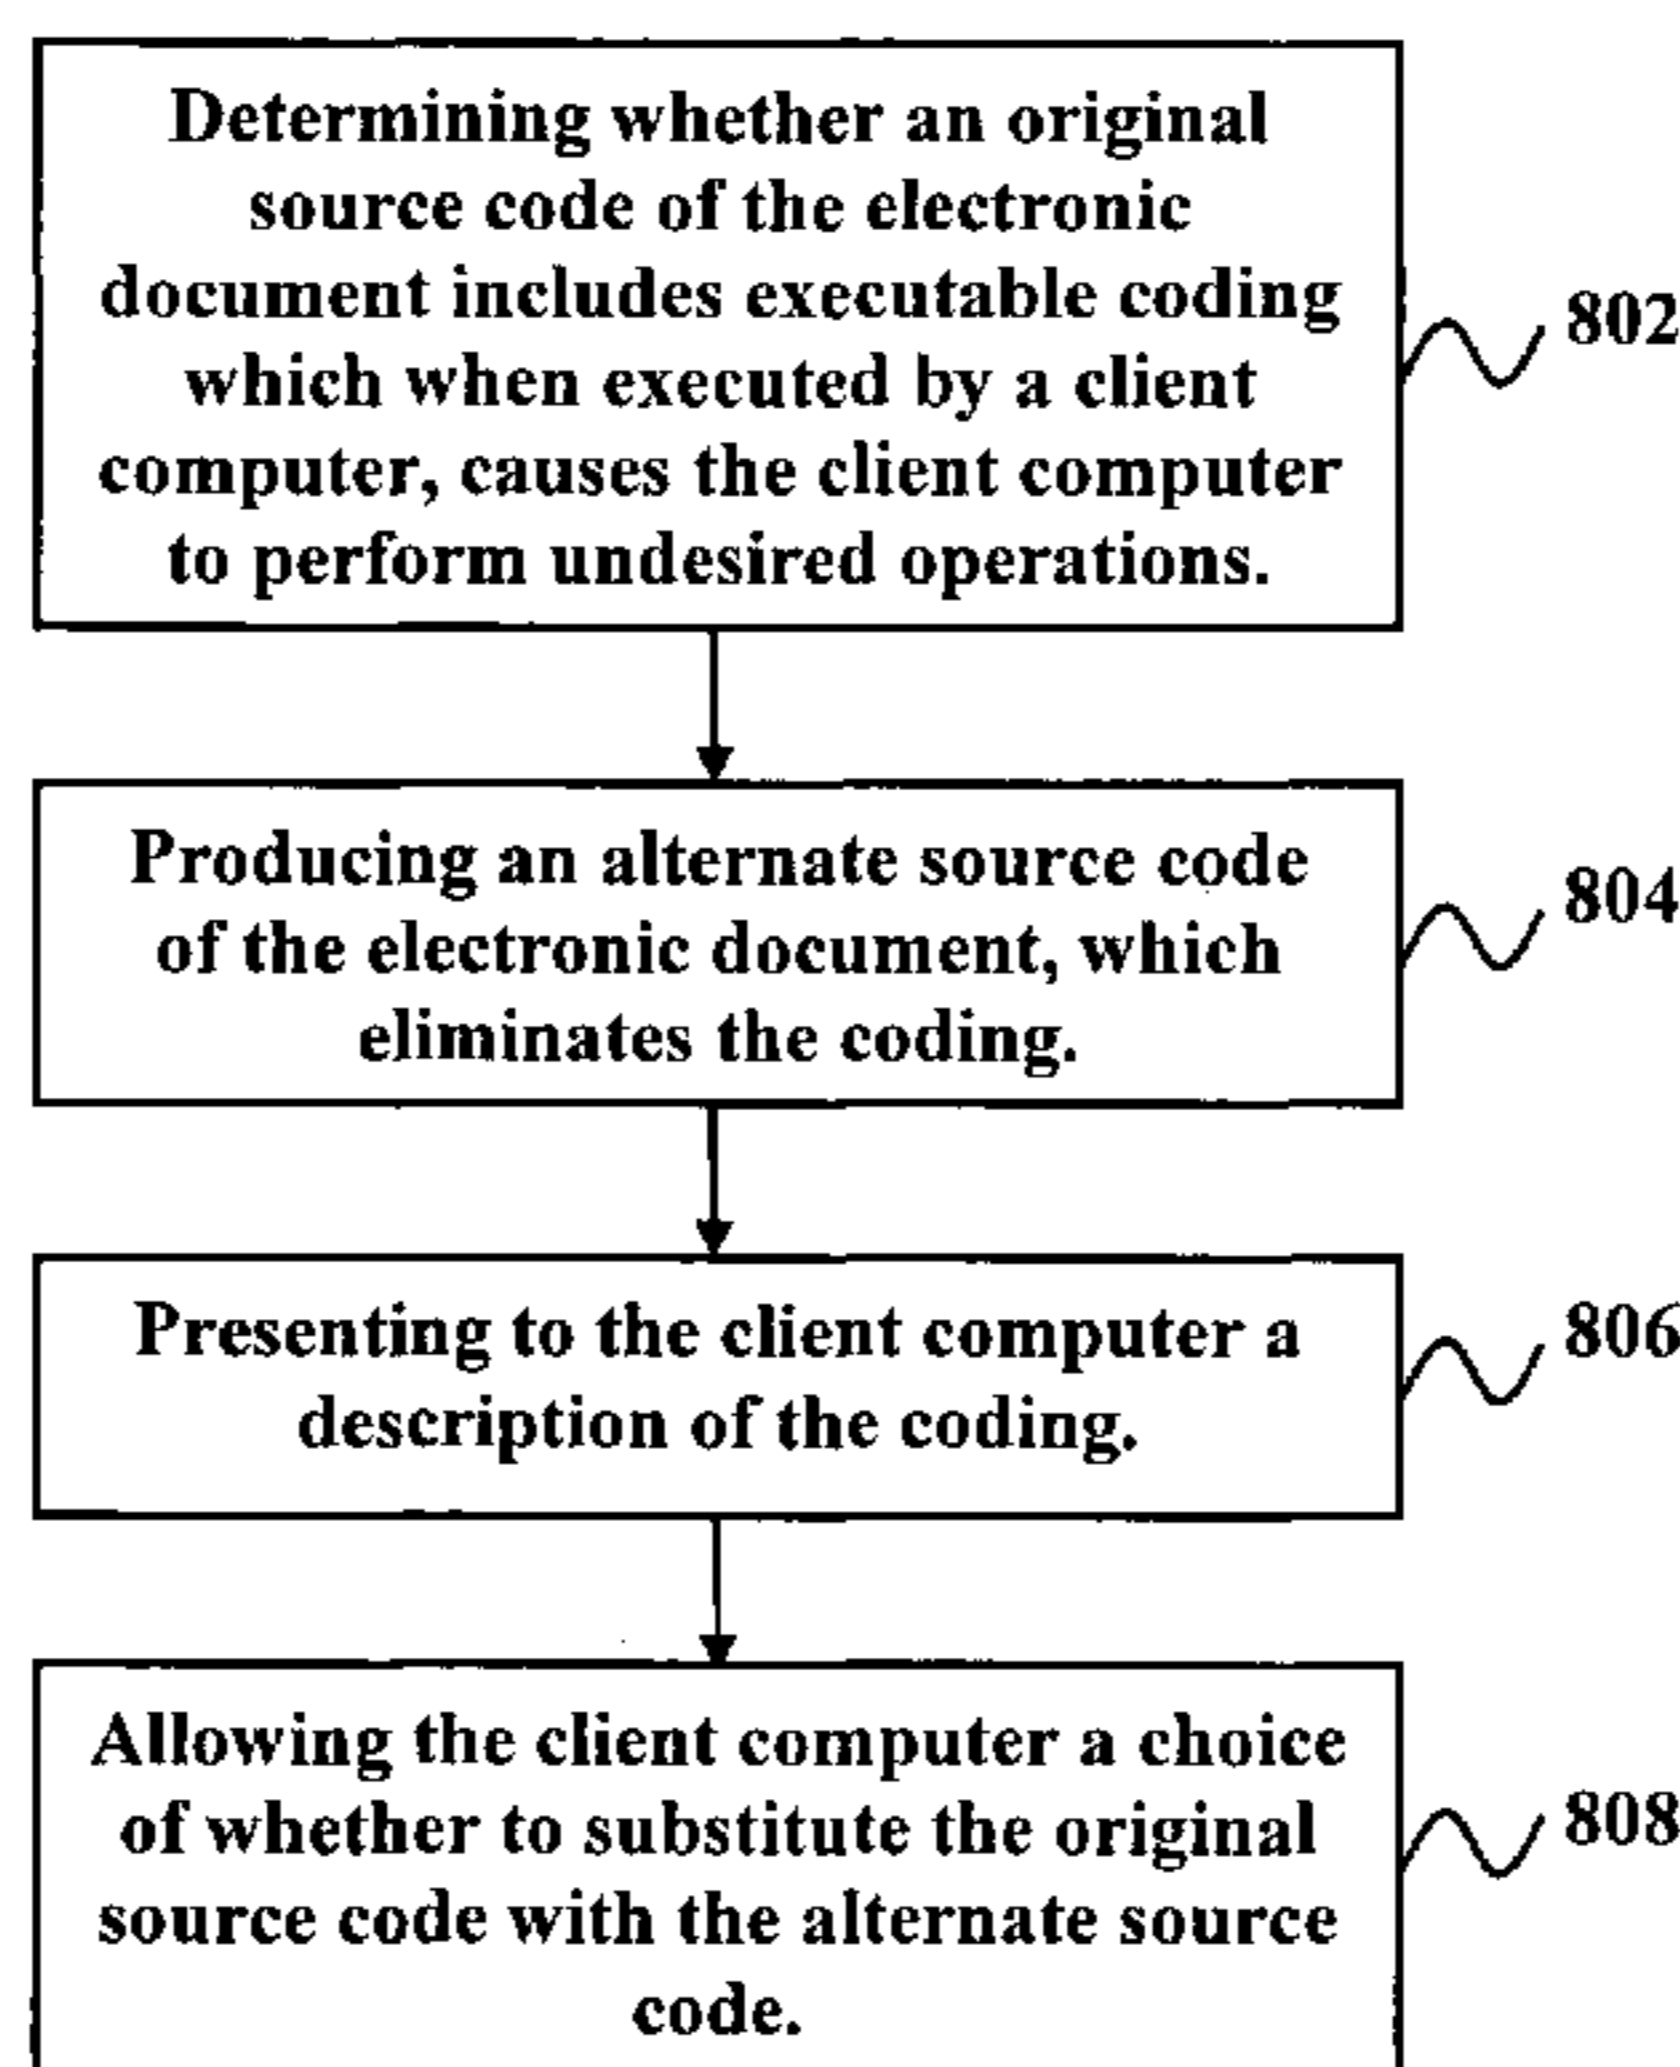 Determining whether an original
source code of the electronic
document includes executable coding
which when executed by a client
computer, causes the client computer
to perform undesired operations.
802
Producing an alternate source code
of the electronic document, which
eliminates the coding.
804
Presenting to the client computer a
description of the coding.
806
Allowing the client computer a choice
of whether to substitute the original
source code with the alternate source
code.
808